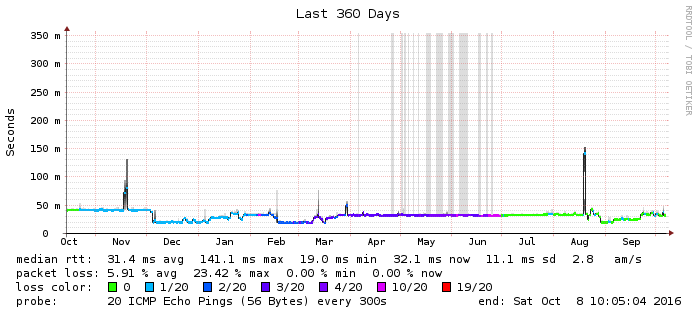 Last 360 Days
RRDTOOL / TOBI OETIKER
Seconds
350 m
300 m
250 m
200 m
150 m
100 m
50 m
0
Oct Nov Dec Jan Feb Mar Apr May Jun Jul Aug Sep
median rtt: 31.4 ms avg 141.1 ms max 19.0 ms min 32.1 ms now 11.1 ms sd 2.8 am/s
packet loss: 5.91 % avg 23.42 % max 0.00 % min 0.00 % now
loss color: 0 1/20 2/20 3/20 4/20 10/20 19/20
probe: 20 ICMP Echo Pings (56 Bytes) every 300s end: Sat Oct 8 10:05:04 2016